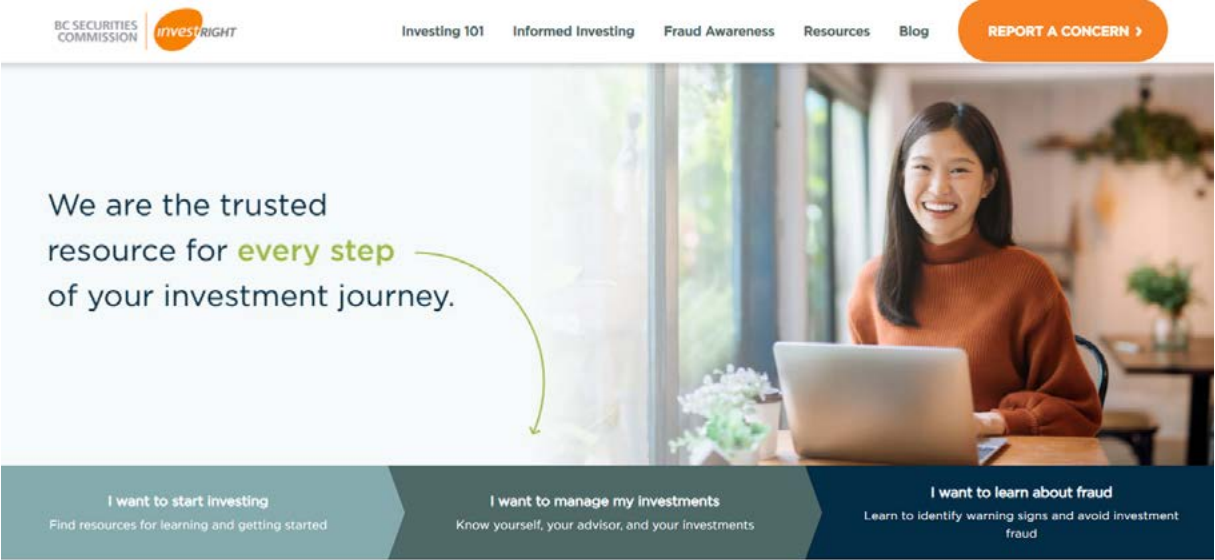 BC SECURITIES
COMMISSION
investRIGHT
Investing 101
Informed Investing
Fraud Awareness
Resources
Blog
REPORT A CONCERN >
We are the trusted
resource for every step
of your investment journey.
I want to start investing
Find resources for learning and getting started
I want to manage my investments
Know yourself, your advisor, and your investments
I want to learn about fraud
Learn to identify warning signs and avoid investment
fraud